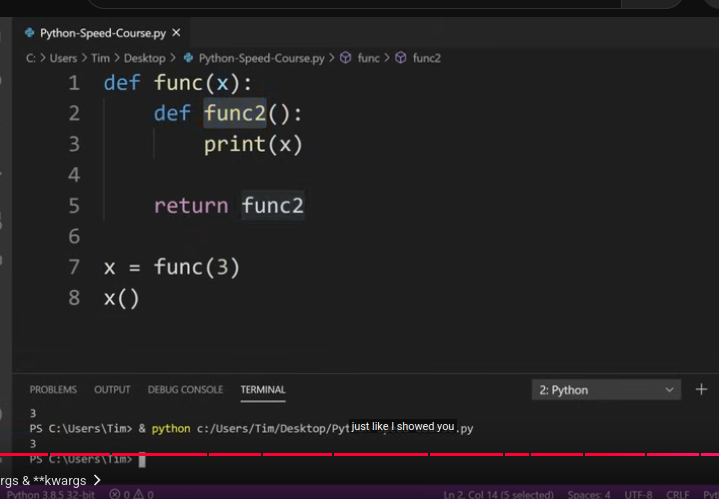 Python-Speed-Course.py ×
C: > Users > Tim > Desktop > Python-Speed-Course.py > func > func2
1 def func(x):
2 def func2():
3 print(x)
4
5 return func2
6
7 x = func(3)
8 x()
PROBLEMS OUTPUT DEBUG CONSOLE TERMINAL 2: Python
3
PS C:\Users\Tim> & python c:/Users/Tim/Desktop/Pyt .py
just like I showed you
3
PS C:\Users\Tim>
rgs & **kwargs >
Python 3.8.5 32-bit 0 0 Ln 2, Col 14 (5 selected) Spaces: 4 UTF-8 CRLF Pyt